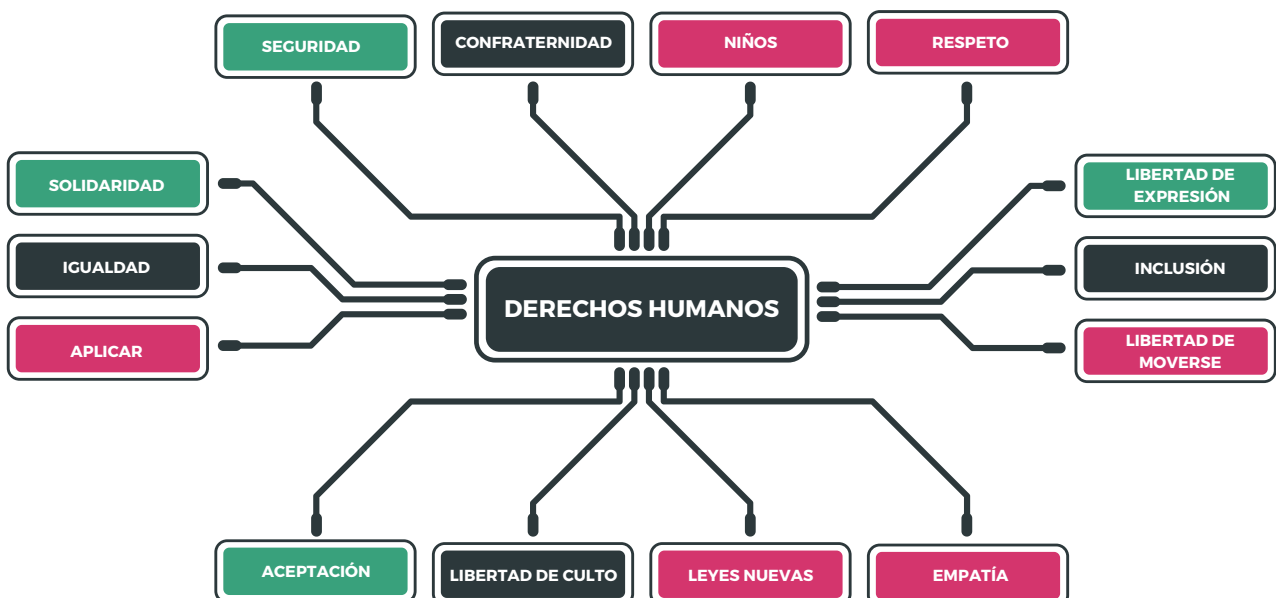 SEGURIDAD
CONFRATERNIDAD
NIÑOS
RESPETO
SOLIDARIDAD
LIBERTAD DE
EXPRESIÓN
IGUALDAD
INCLUSIÓN
DERECHOS HUMANOS
APLICAR
LIBERTAD DE
MOVERSE
ACEPTACIÓN
LIBERTAD DE CULTO
LEYES NUEVAS
EMPATÍA